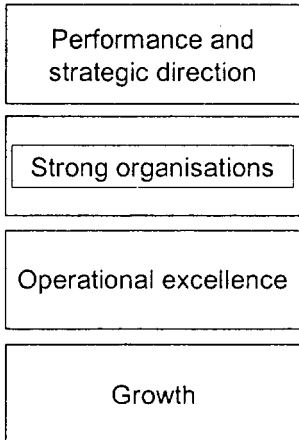 Performance and
strategic direction
Strong organisations
Operational excellence
Growth